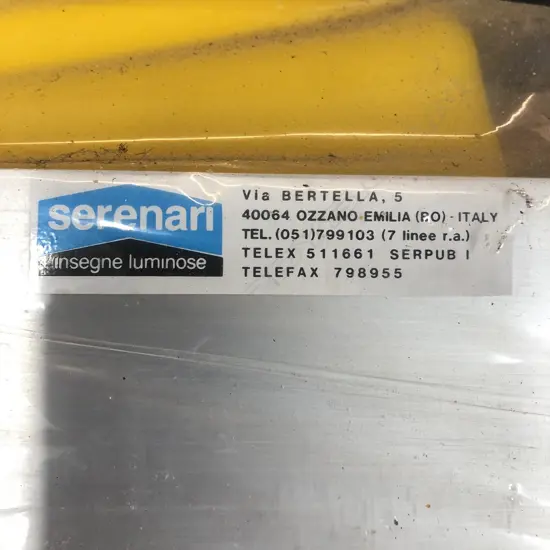 serenari
insegne luminose
Via BERTELLA, 5
40064 OZZANO EMILIA (BO) - ITALY
TEL. (051)799103 (7 linee r.a.)
TELEX 511661 SERPUB I
TELEFAX 798955